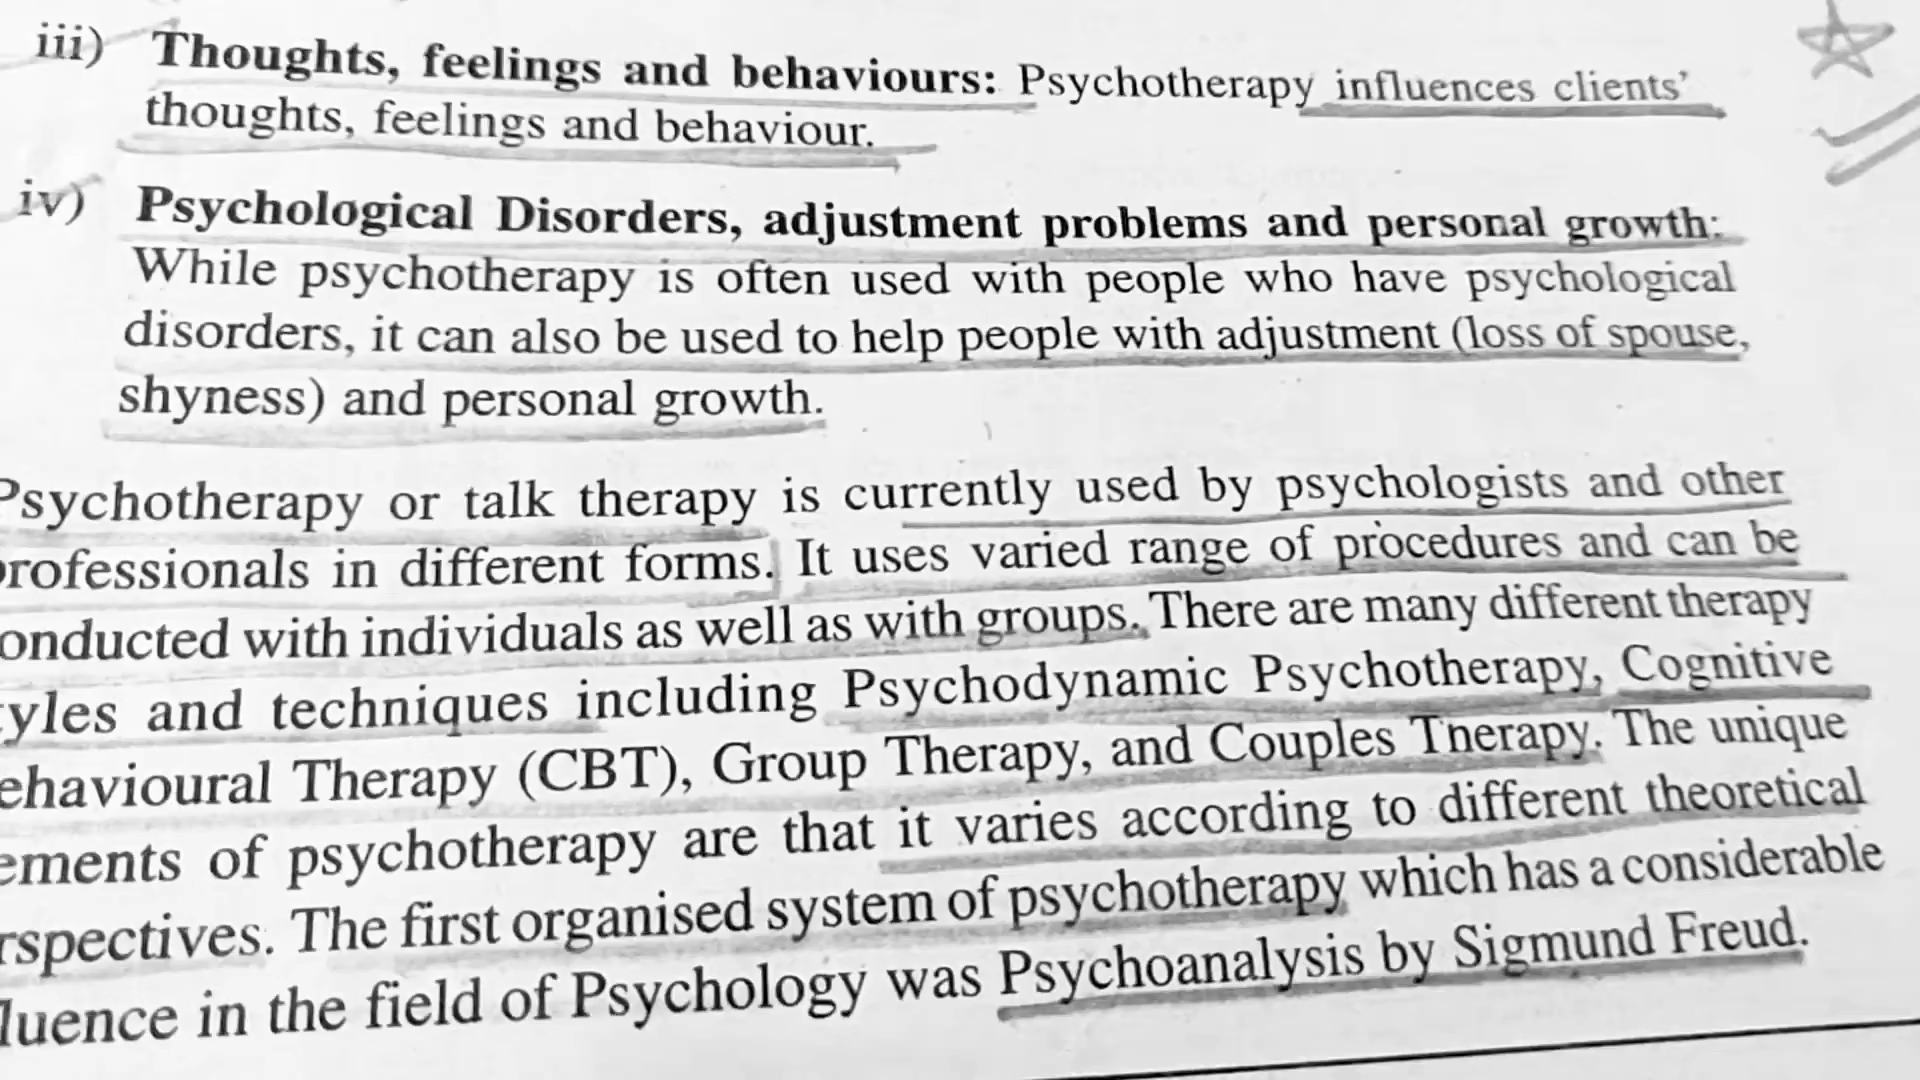 iii) Thoughts, feelings and behaviours: Psychotherapy influences clients'
thoughts, feelings and behaviour.
iv) Psychological Disorders, adjustment problems and personal growth:
While psychotherapy is often used with people who have psychological
disorders, it can also be used to help people with adjustment (loss of spouse,
shyness) and personal growth.
Psychotherapy or talk therapy is currently used by psychologists and other
rofessionals in different forms. It uses varied range of procedures and can be
onducted with individuals as well as with groups. There are many different therapy
yles and techniques including Psychodynamic Psychotherapy, Cognitive
ehavioural Therapy (CBT), Group Therapy, and Couples Therapy. The unique
ements of psychotherapy are that it varies according to different theoretical
rspectives. The first organised system of psychotherapy which has a considerable
luence in the field of Psychology was Psychoanalysis by Sigmund Freud.